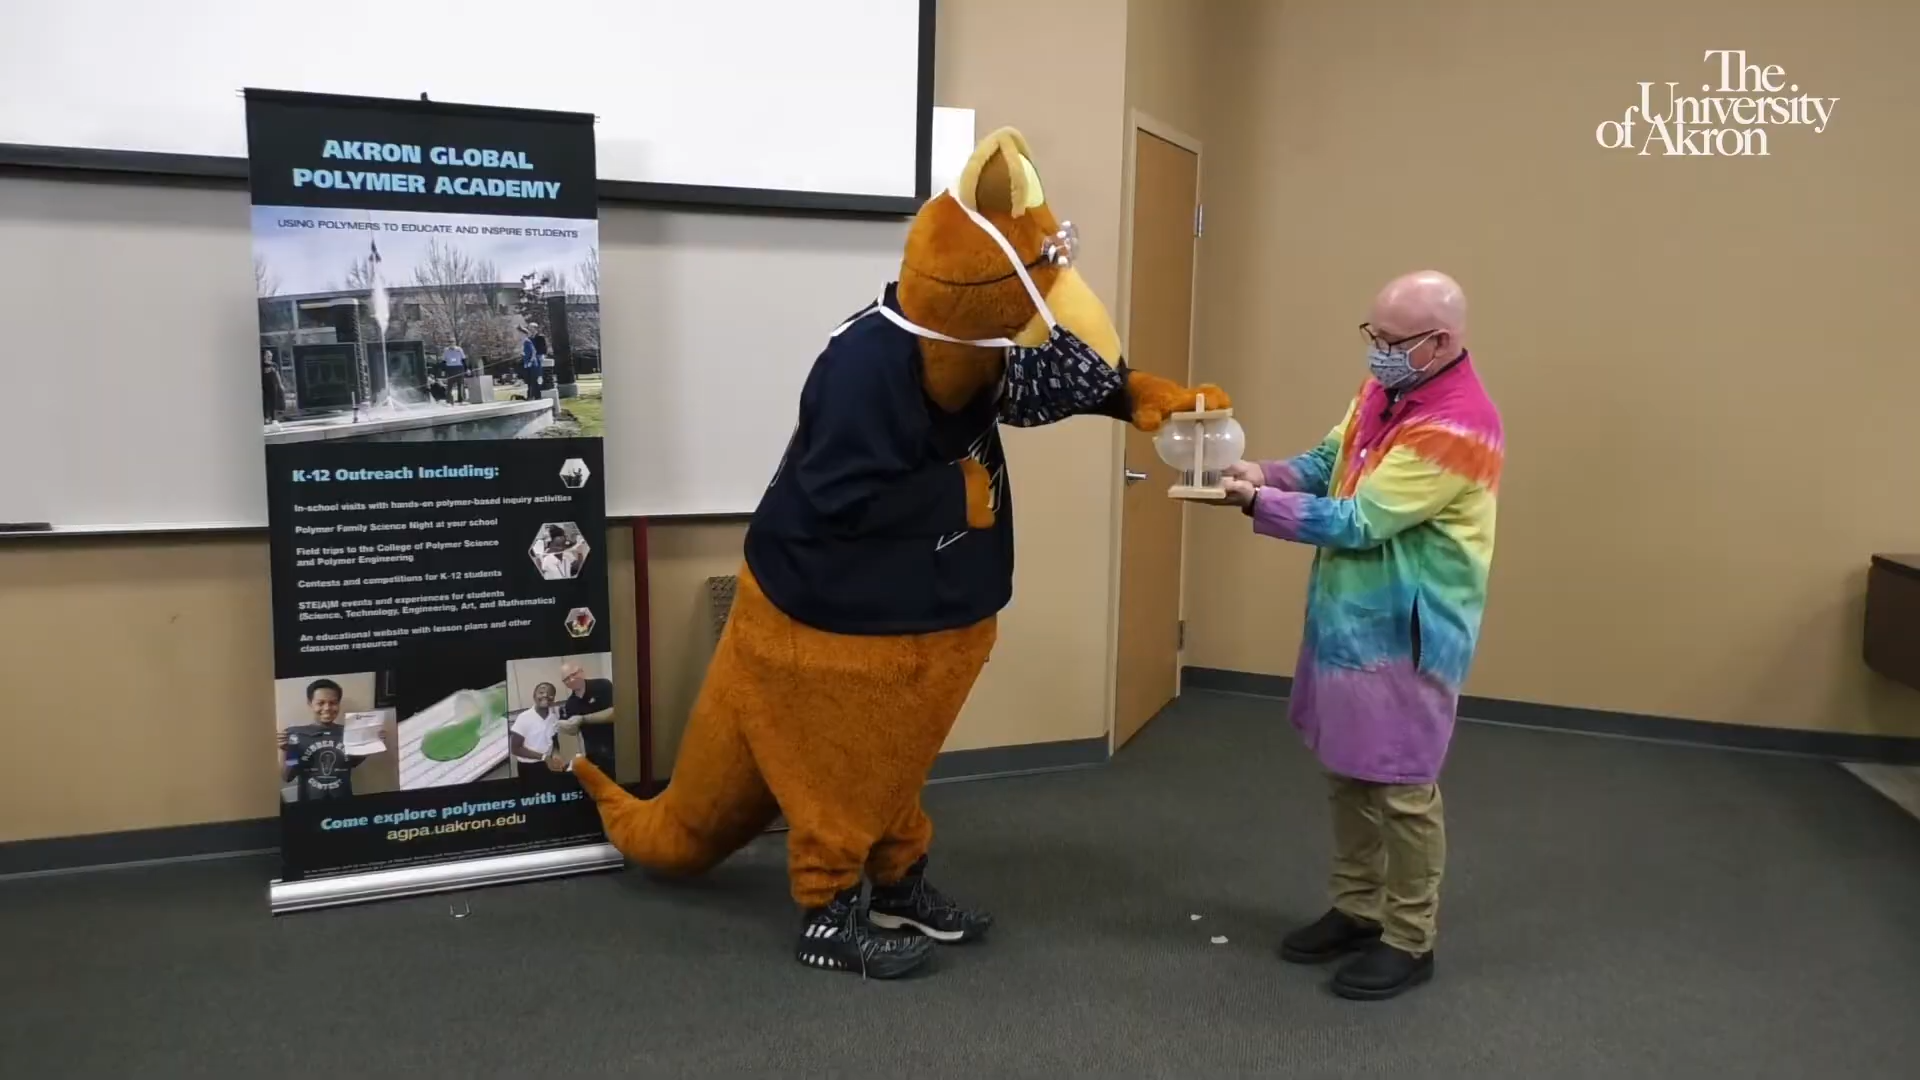 The
University
of Akron
AKRON GLOBAL
POLYMER ACADEMY
USING POLYMERS TO EDUCATE AND INSPIRE STUDENTS
K-12 Outreach Including:
In-school visits with hands-on polymer-based inquiry activities
Polymer Family Science Night at your school
Field trips to the College of Polymer Science
and Polymer Engineering
Contests and competitions for K-12 students
STE(A)M events and experiences for students
(Science, Technology, Engineering, Art, and Mathematics)
An educational website with lesson plans and other
classroom resources
Come explore polymers with us:
agpa.uakron.edu